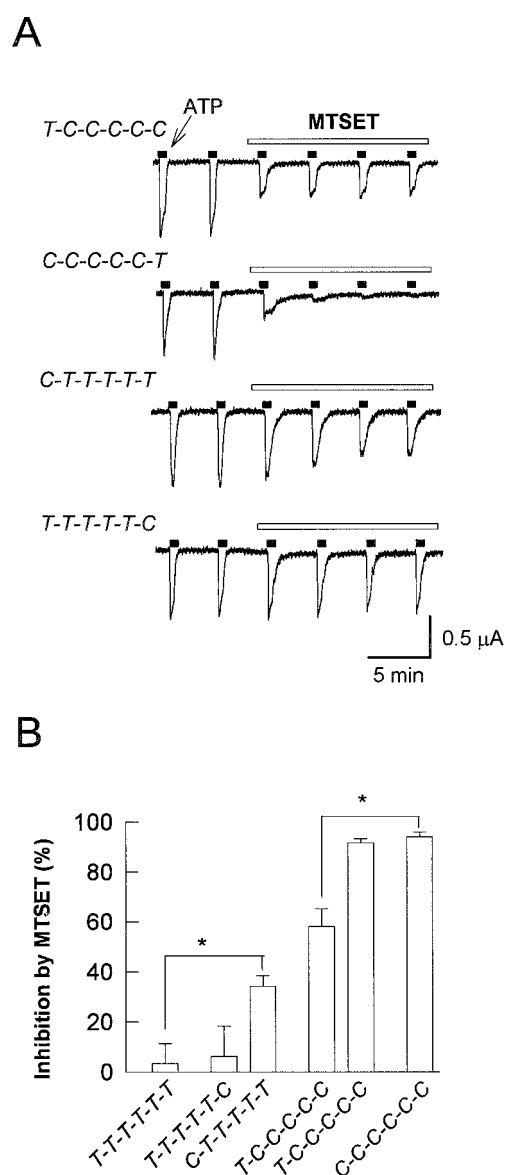 A
T-C-C-C-C-C
ATP
MTSET
C-C-C-C-C-T
C-T-T-T-T-T
T-T-T-T-T-C
0.5 µA
5 min
B
Inhibition by MTSET (%)
100
80
60
40
20
0
*
*
T-T-T-T-T-T
T-T-T-T-T-C
C-T-T-T-T-T
T-C-C-C-C-C
T-C-C-C-C-C
C-C-C-C-C-C